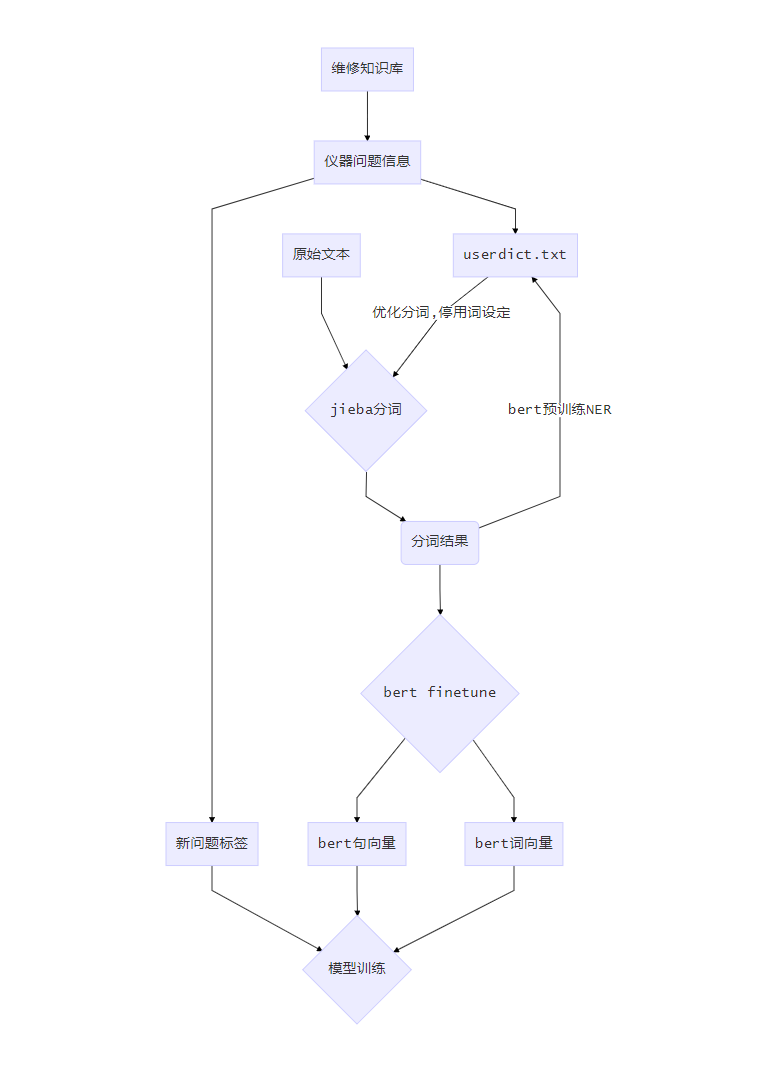 维修知识库
仪器问题信息
原始文本
userdict.txt
优化分词,停用词设定
jieba分词
bert预训练NER
分词结果
bert finetune
新问题标签
bert句向量
bert词向量
模型训练